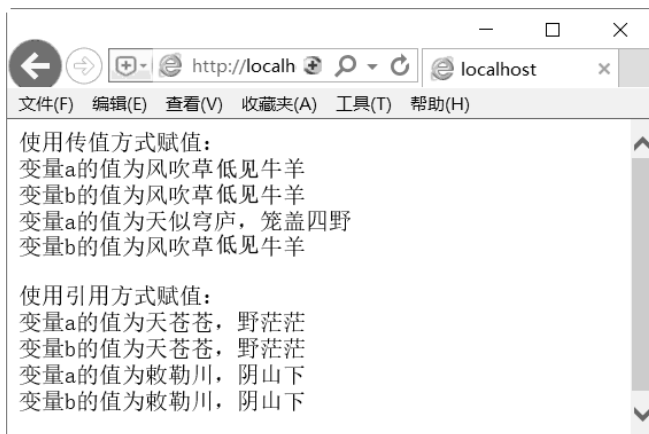 http://localh
localhost
文件(F) 编辑(E) 查看(V) 收藏夹(A) 工具(T) 帮助(H)
使用传值方式赋值:
变量a的值为风吹草低见牛羊
变量b的值为风吹草低见牛羊
变量a的值为天似穹庐，笼盖四野
变量b的值为风吹草低见牛羊
使用引用方式赋值:
变量a的值为天苍苍，野茫茫
变量b的值为天苍苍，野茫茫
变量a的值为敕勒川，阴山下
变量b的值为敕勒川，阴山下